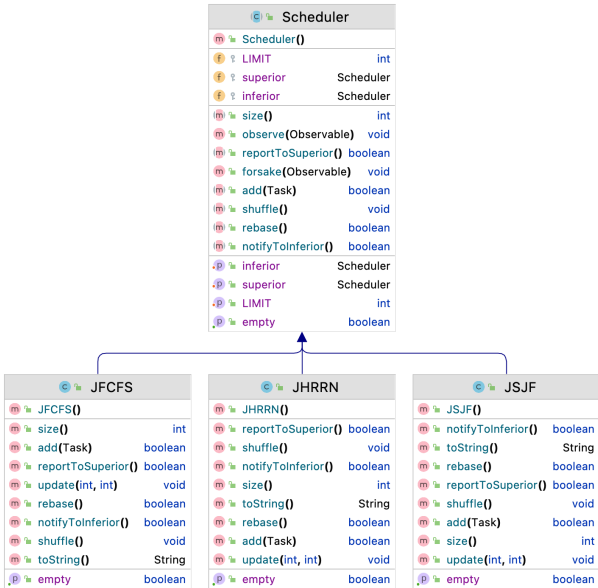 Scheduler
Scheduler()
LIMIT int
superior Scheduler
inferior Scheduler
size() int
observe(Observable) void
reportToSuperior() boolean
forsake(Observable) void
add(Task) boolean
shuffle() void
rebase() boolean
notifyToInferior() boolean
inferior Scheduler
superior Scheduler
LIMIT int
empty boolean
JFCFS
JFCFS()
size() int
add(Task) boolean
reportToSuperior() boolean
update(int, int) void
rebase() boolean
notifyToInferior() boolean
shuffle() void
toString() String
empty boolean
JHRRN
JHRRN()
reportToSuperior() boolean
shuffle() void
notifyToInferior() boolean
size() int
toString() String
rebase() boolean
add(Task) boolean
update(int, int) void
empty boolean
JSJF
JSJF()
notifyToInferior() boolean
toString() String
rebase() boolean
reportToSuperior() boolean
shuffle() void
add(Task) boolean
size() int
update(int, int) void
empty boolean